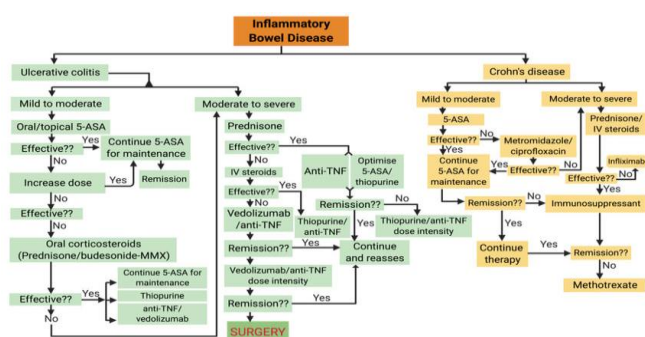 Inflammatory
Bowel Disease
Ulcerative colitis
Mild to moderate
Oral/topical 5-ASA
Effective??
Yes
Continue 5-ASA
for maintenance
Remission
No
Increase dose
Yes
No
Effective??
No
Oral corticosteroids
(Prednisone/budesonide-MMX)
Effective??
Yes
Continue 5-ASA for
maintenance
Thiopurine
anti-TNF/
vedolizumab
No
Moderate to severe
Prednisone
Effective??
Yes
No
IV steroids
Effective??
Yes
No
Thiopurine/
anti-TNF
Vedolizumab
/anti-TNF
Remission??
Yes
No
Vedolizumab/anti-TNF
dose intensity
Remission??
Yes
No
SURGERY
Anti-TNF
Optimise
5-ASA/
thiopurine
Remission??
No
Yes
Thiopurine/anti-TNF
dose intensity
Continue
and reasses
Crohn's disease
Mild to moderate
5-ASA
Effective??
No
Yes
Metromidazole/
ciprofloxacin
Effective??
No
Yes
Continue
5-ASA for
maintenance
Remission??
No
Yes
Continue
therapy
Yes
Moderate to severe
Prednisone/
IV steroids
Effective??
No
Infliximab
Yes
Immunosuppressant
Remission??
No
Methotrexate